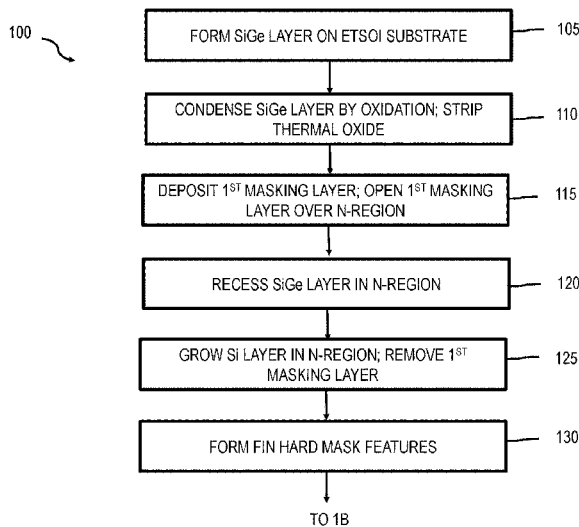 100
FORM SiGe LAYER ON ETSOI SUBSTRATE
105
CONDENSE SiGe LAYER BY OXIDATION; STRIP
THERMAL OXIDE
110
DEPOSIT 1ST MASKING LAYER; OPEN 1ST MASKING
LAYER OVER N-REGION
115
RECESS SiGe LAYER IN N-REGION
120
GROW Si LAYER IN N-REGION; REMOVE 1ST
MASKING LAYER
125
FORM FIN HARD MASK FEATURES
130
TO 1B